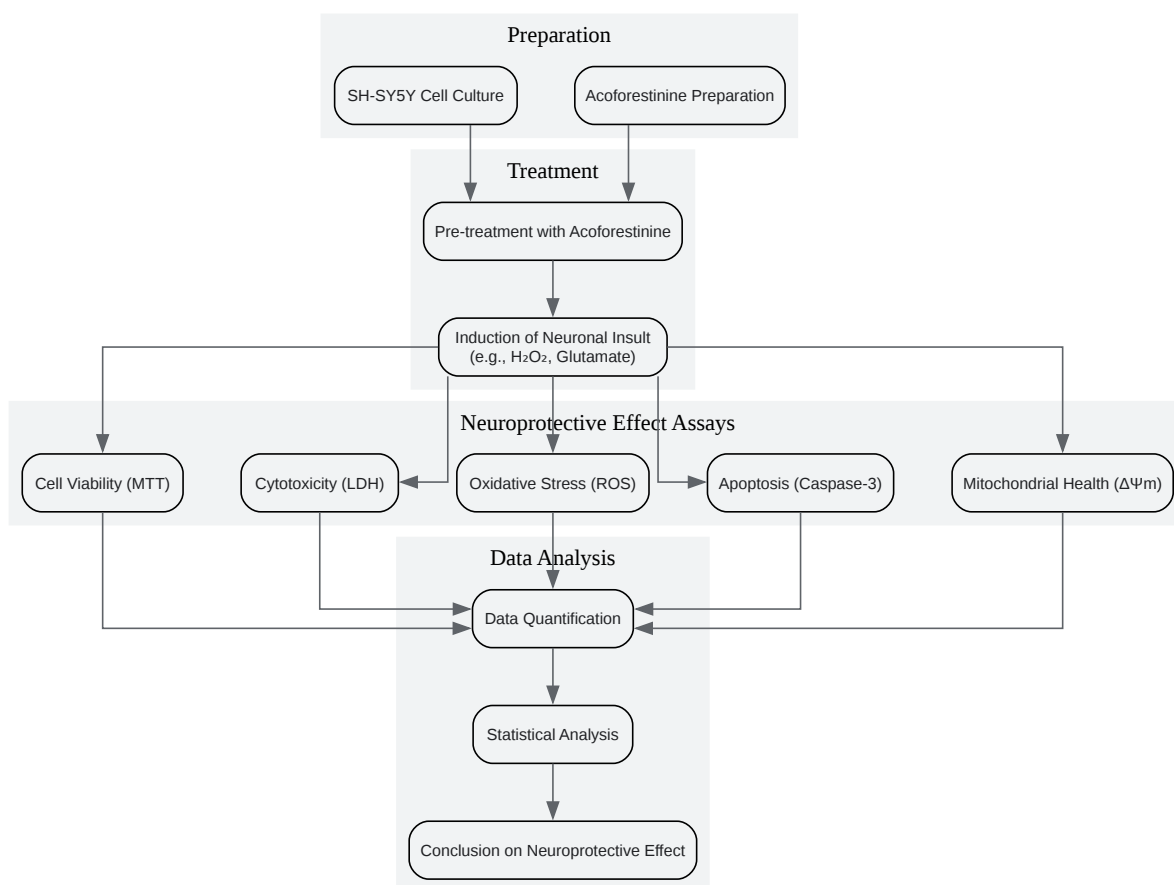 Preparation
SH-SY5Y Cell Culture
Acoforestinine Preparation
Treatment
Pre-treatment with Acoforestinine
Induction of Neuronal Insult
(e.g., H₂O₂, Glutamate)
Neuroprotective Effect Assays
Cell Viability (MTT)
Cytotoxicity (LDH)
Oxidative Stress (ROS)
Apoptosis (Caspase-3)
Mitochondrial Health (ΔΨm)
Data Analysis
Data Quantification
Statistical Analysis
Conclusion on Neuroprotective Effect